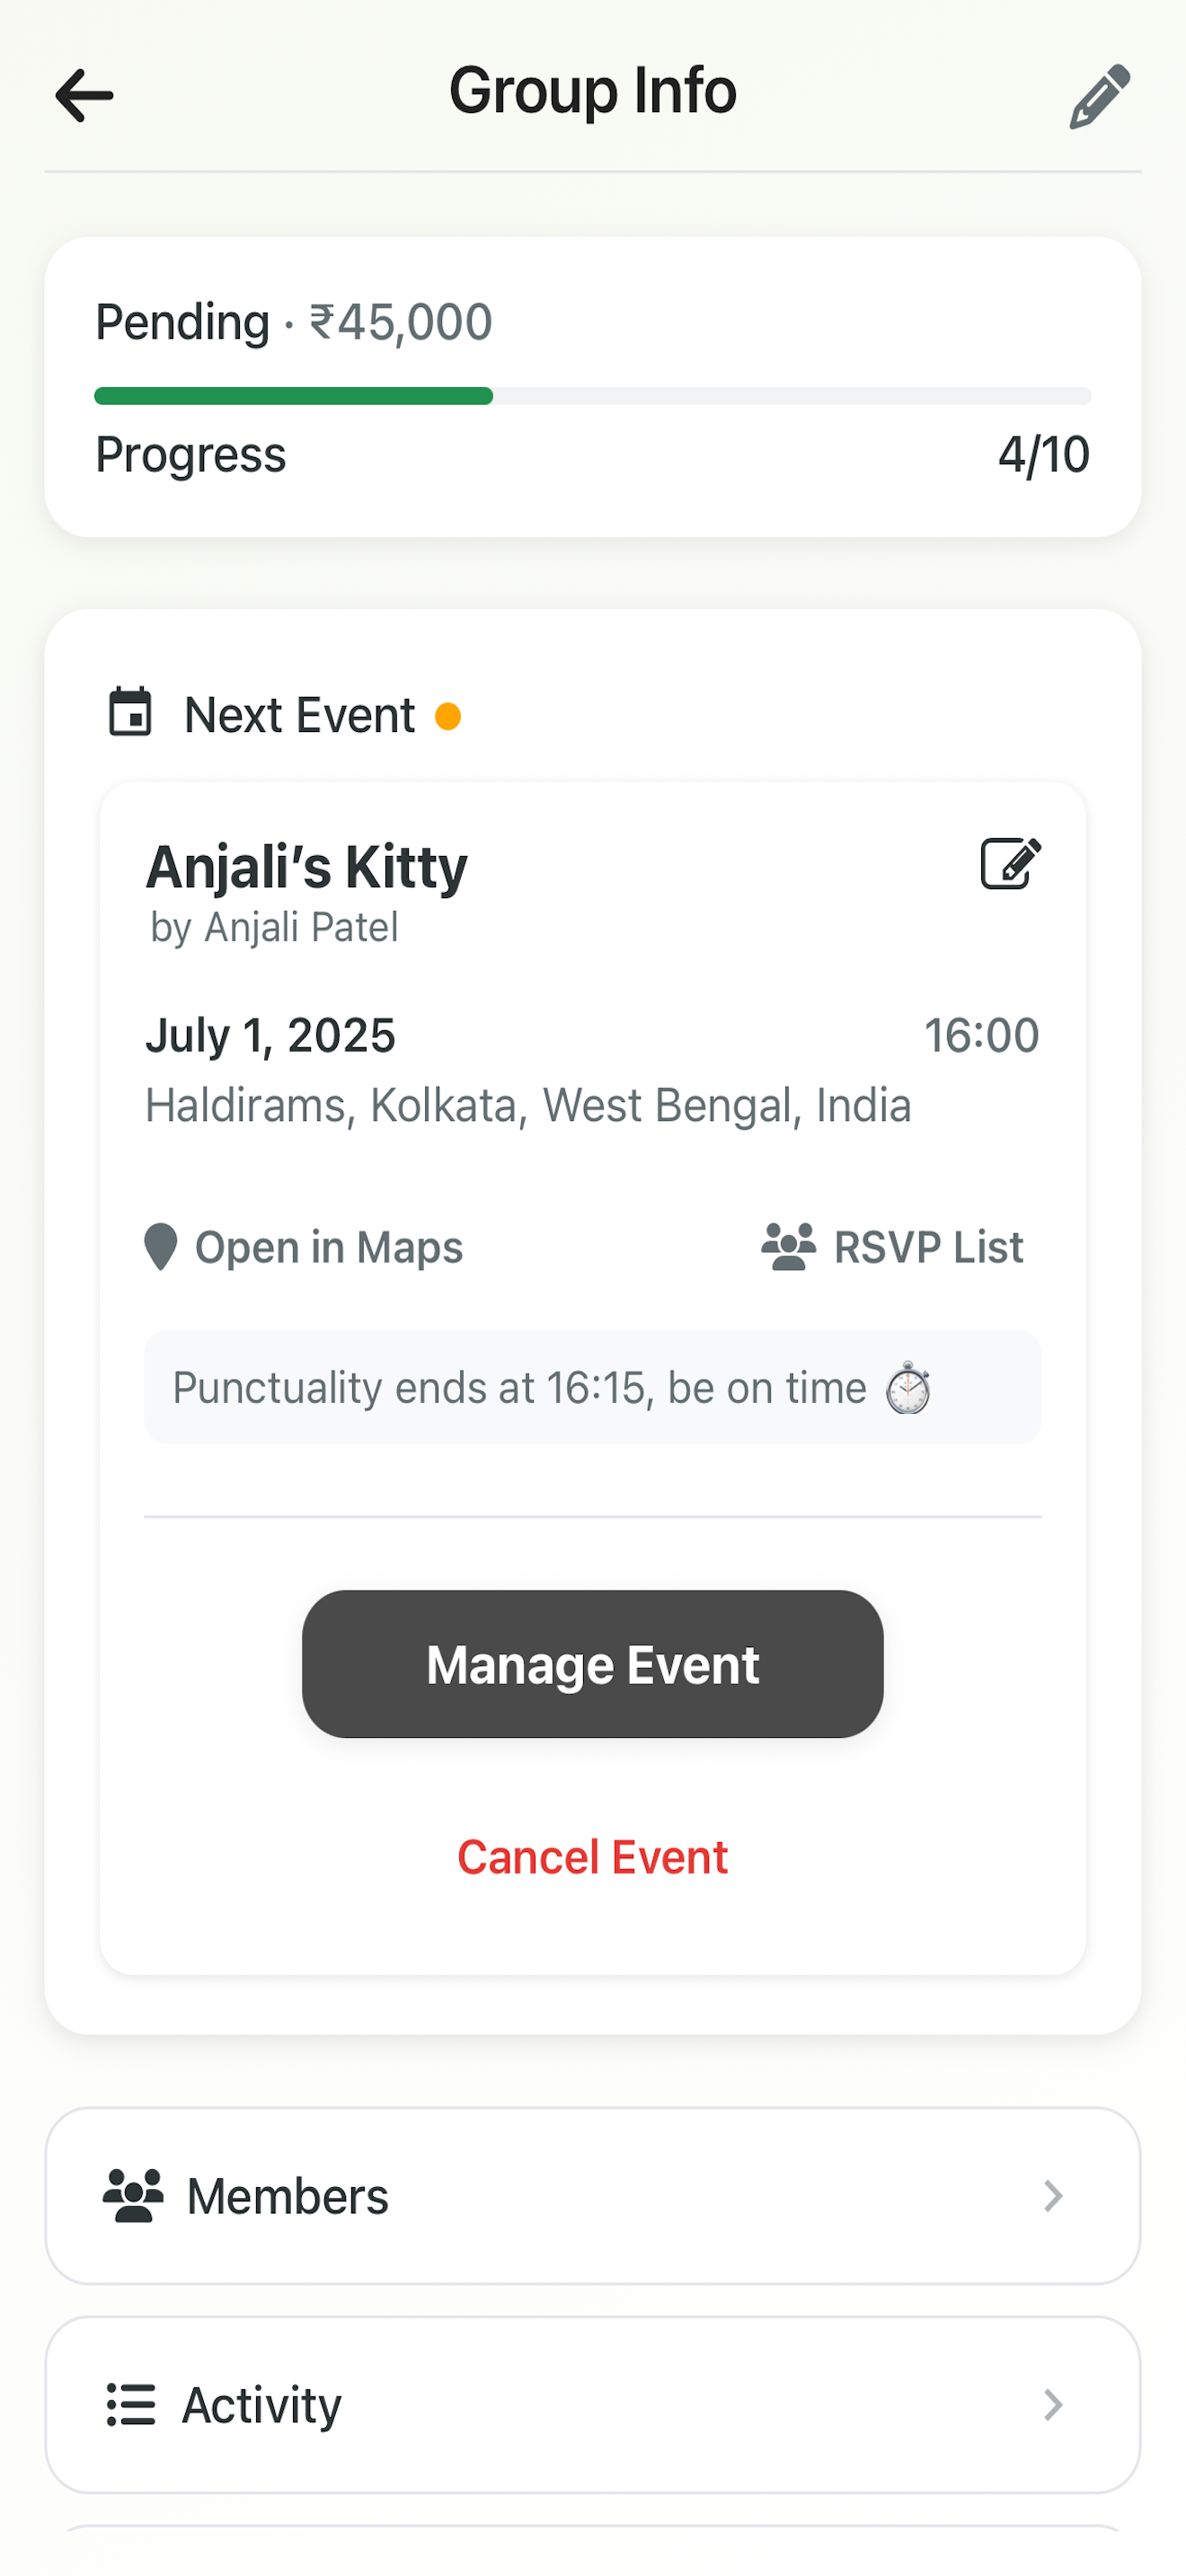 Group Info
Pending · ₹45,000
Progress 4/10
Next Event
Anjali’s Kitty
by Anjali Patel
July 1, 2025 16:00
Haldirams, Kolkata, West Bengal, India
Open in Maps RSVP List
Punctuality ends at 16:15, be on time ⏱️
Manage Event
Cancel Event
Members
Activity